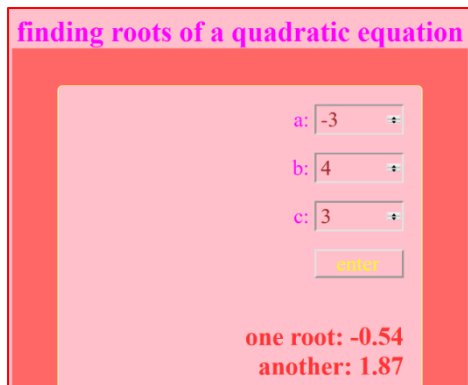 finding roots of a quadratic equation
a: -3
b: 4
c: 3
enter
one root: -0.54
another: 1.87